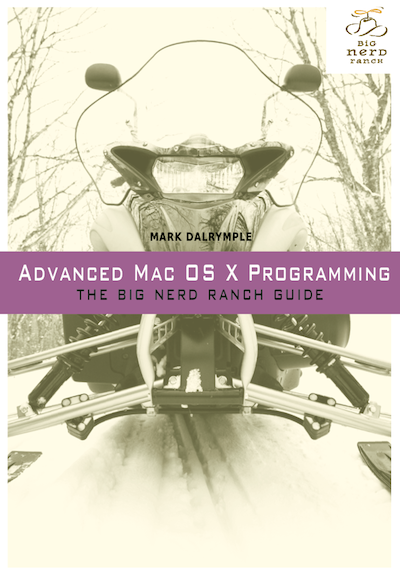 BIG
NERD
RANCH
MARK DALRYMPLE
ADVANCED MAC OS X PROGRAMMING
THE BIG NERD RANCH GUIDE